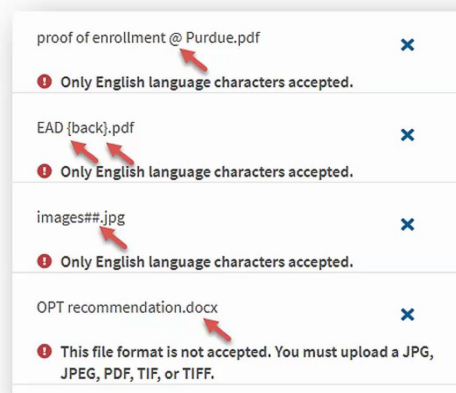 proof of enrollment @ Purdue.pdf
Only English language characters accepted.
EAD {back}.pdf
Only English language characters accepted.
images##.jpg
Only English language characters accepted.
OPT recommendation.docx
This file format is not accepted. You must upload a JPG,
JPEG, PDF, TIF, or TIFF.